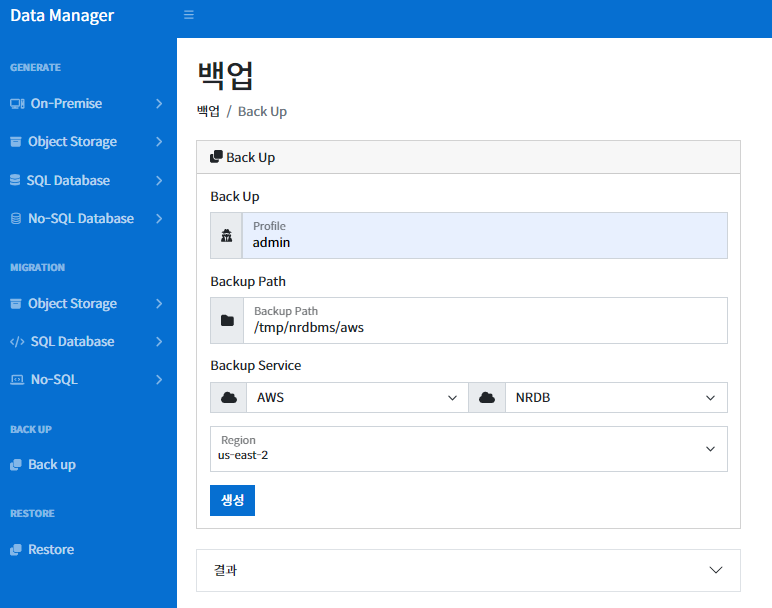 Data Manager
GENERATE
On-Premise
Object Storage
SQL Database
No-SQL Database
MIGRATION
Object Storage
SQL Database
No-SQL
BACK UP
Back up
RESTORE
Restore
백업
백업 / Back Up
Back Up
Back Up
Profile
admin
Backup Path
Backup Path
/tmp/nrdbms/aws
Backup Service
AWS NRDB
Region
us-east-2
생성
결과